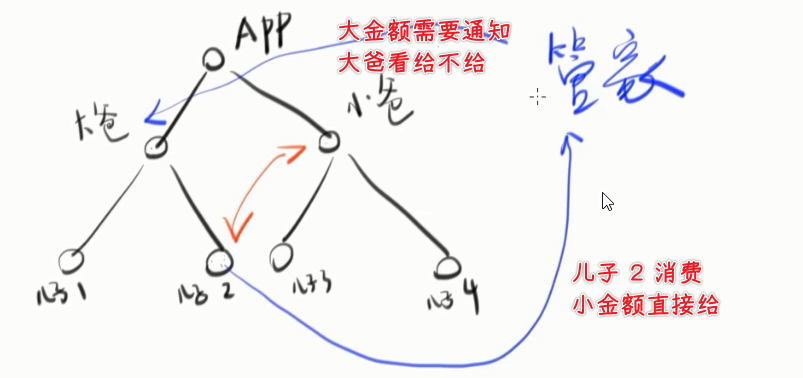 App
大金额需要通知
大爸看给不给
管家
大爸
小爸
儿子1
儿子2
儿子3
儿子4
儿子 2 消费
小金额直接给